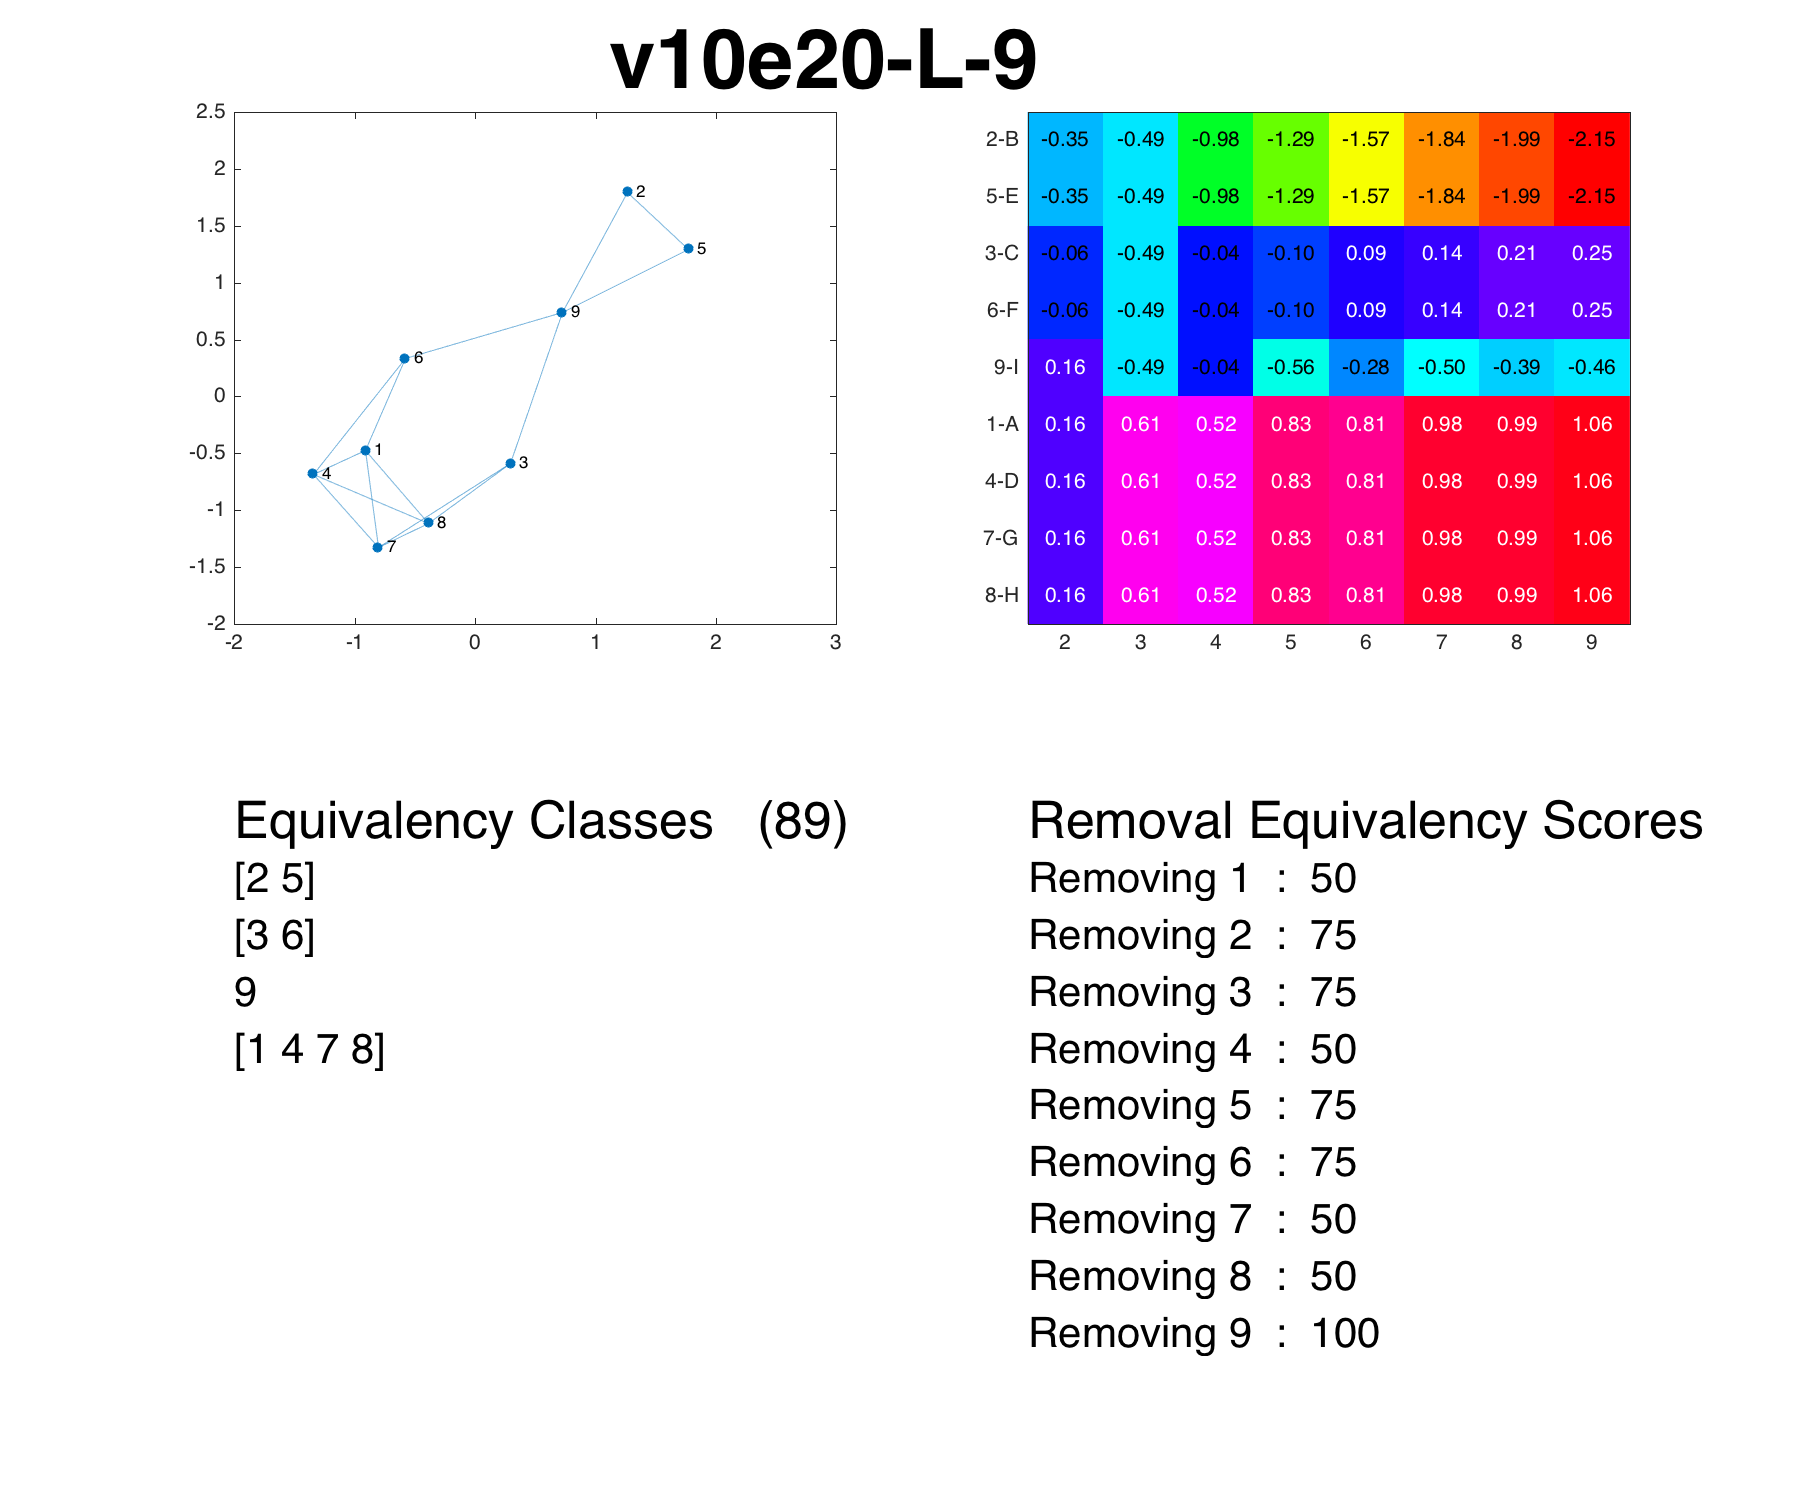 v10e20-L-9
2.5
2
1.5
1
0.5
0
-0.5
-1
-1.5
-2
-2 -1 0 1 2 3
2
5
9
6
1
3
4
8
7
2-B -0.35 -0.49 -0.98 -1.29 -1.57 -1.84 -1.99 -2.15
5-E -0.35 -0.49 -0.98 -1.29 -1.57 -1.84 -1.99 -2.15
3-C -0.06 -0.49 -0.04 -0.10 0.09 0.14 0.21 0.25
6-F -0.06 -0.49 -0.04 -0.10 0.09 0.14 0.21 0.25
9-I 0.16 -0.49 -0.04 -0.56 -0.28 -0.50 -0.39 -0.46
1-A 0.16 0.61 0.52 0.83 0.81 0.98 0.99 1.06
4-D 0.16 0.61 0.52 0.83 0.81 0.98 0.99 1.06
7-G 0.16 0.61 0.52 0.83 0.81 0.98 0.99 1.06
8-H 0.16 0.61 0.52 0.83 0.81 0.98 0.99 1.06
2 3 4 5 6 7 8 9
Equivalency Classes (89)
[2 5]
[3 6]
9
[1 4 7 8]
Removal Equivalency Scores
Removing 1 : 50
Removing 2 : 75
Removing 3 : 75
Removing 4 : 50
Removing 5 : 75
Removing 6 : 75
Removing 7 : 50
Removing 8 : 50
Removing 9 : 100